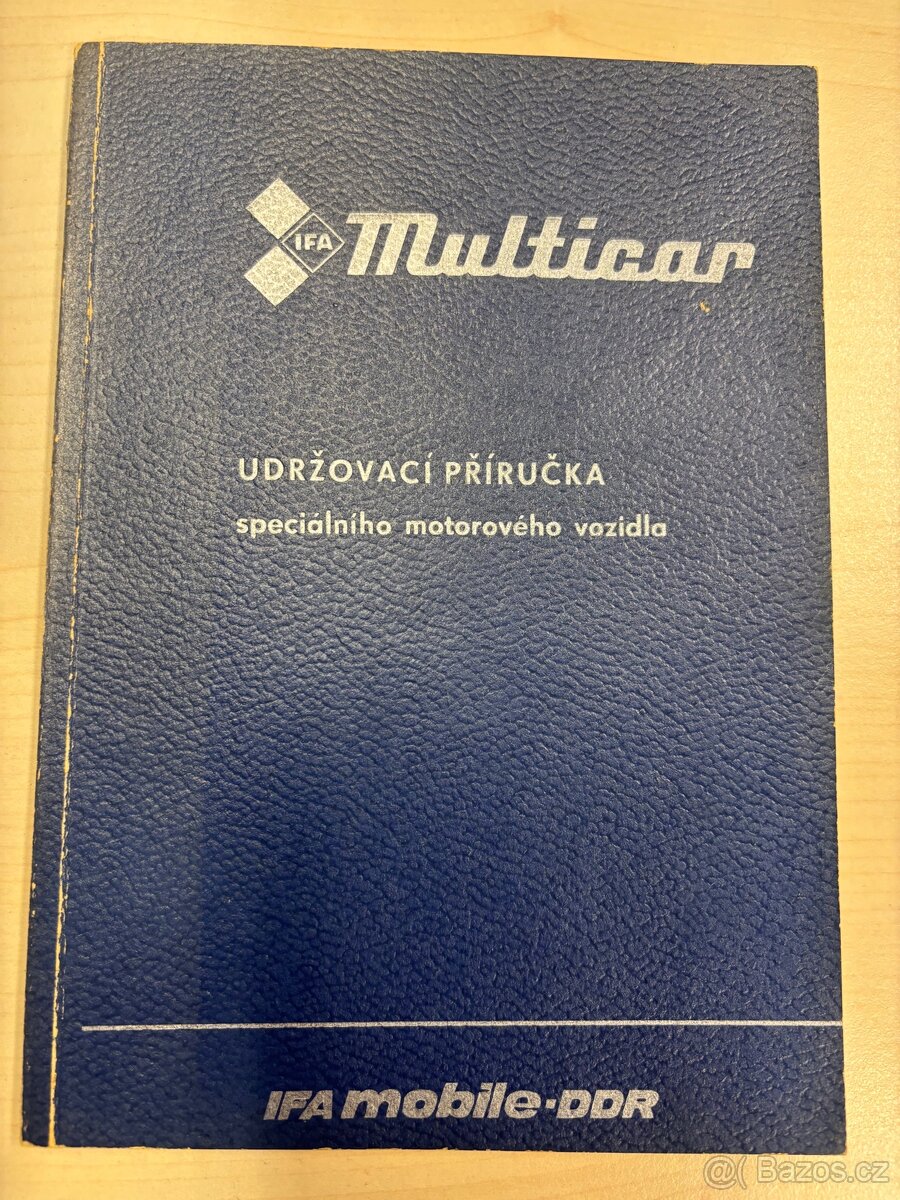 IFA Multicar
UDRŽOVACÍ PŘÍRUČKA
speciálního motorového vozidla
IFA mobile·DDR
@( Bazos.cz